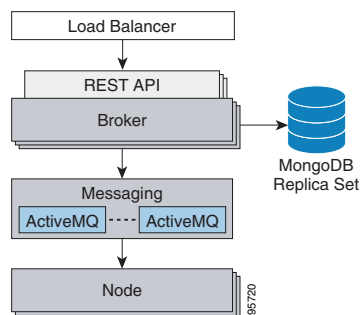 Load Balancer
REST API
Broker
MongoDB
Replica Set
Messaging
ActiveMQ ActiveMQ
Node
95720